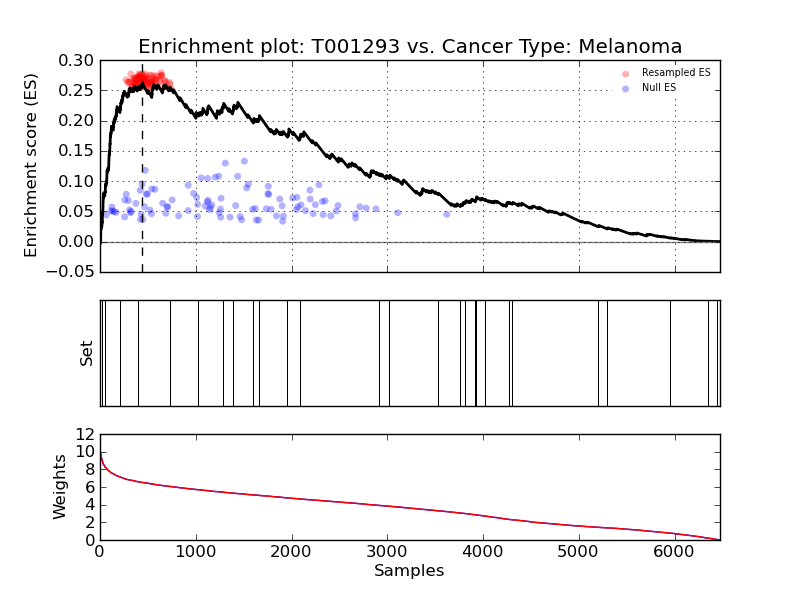 Enrichment plot: T001293 vs. Cancer Type: Melanoma
Enrichment score (ES)
0.30
0.25
0.20
0.15
0.10
0.05
0.00
−0.05
Resampled ES
Null ES
Set
Weights
12
10
8
6
4
2
0
0 1000 2000 3000 4000 5000 6000
Samples